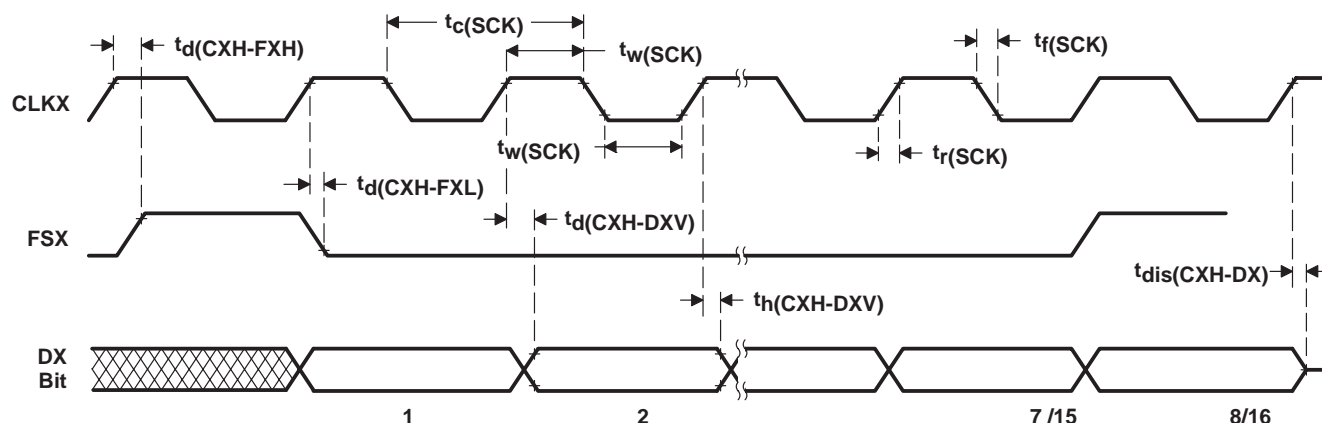 tc(SCK)
td(CXH-FXH)
tw(SCK)
tf(SCK)
CLKX
tw(SCK)
tr(SCK)
td(CXH-FXL)
td(CXH-DXV)
FSX
tdis(CXH-DX)
th(CXH-DXV)
DX
Bit
1
2
7 /15
8/16